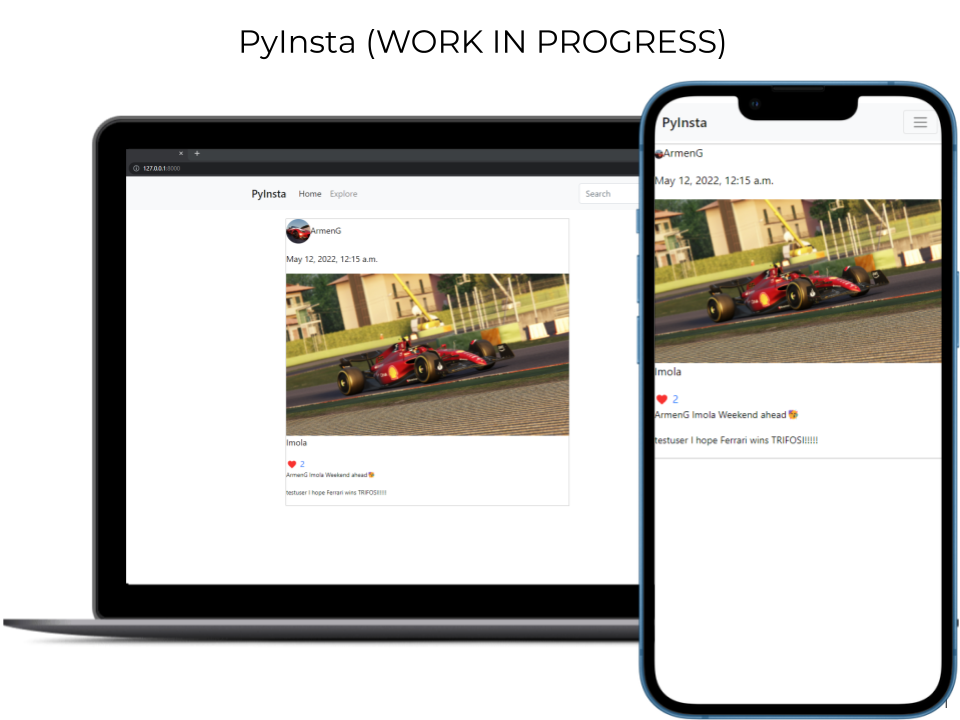 PyInsta (WORK IN PROGRESS)
127.0.0.1:8000
PyInsta Home Explore Search
ArmenG
May 12, 2022, 12:15 a.m.
Imola
2
ArmenG Imola Weekend ahead
testuser I hope Ferrari wins TRIFOSI!!!!!
PyInsta
ArmenG
May 12, 2022, 12:15 a.m.
Imola
2
ArmenG Imola Weekend ahead
testuser I hope Ferrari wins TRIFOSI!!!!!
1